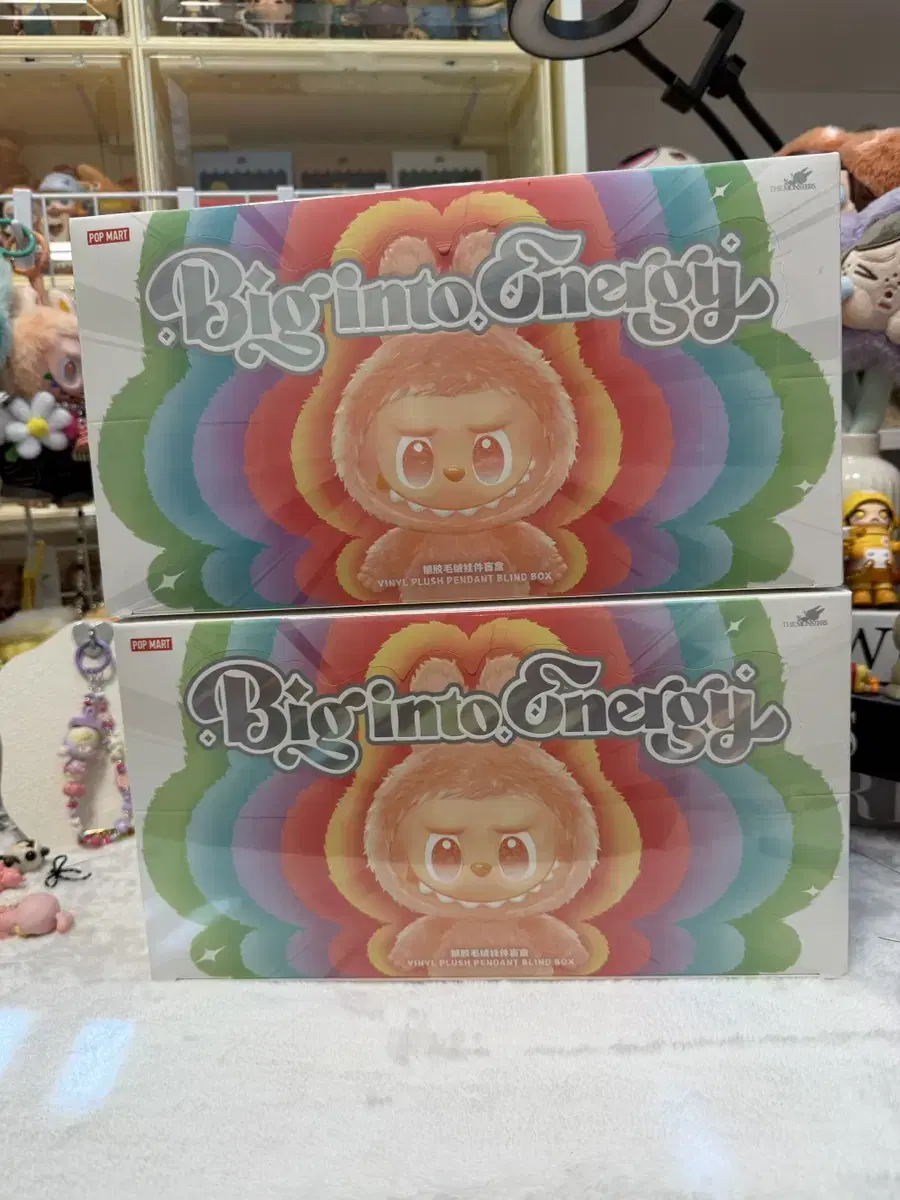 POP MART
THE MONSTERS
Big into Energy
搪胶毛绒挂件盲盒
VINYL PLUSH PENDANT BLIND BOX
POP MART
THE MONSTERS
Big into Energy
搪胶毛绒挂件盲盒
VINYL PLUSH PENDANT BLIND BOX
W